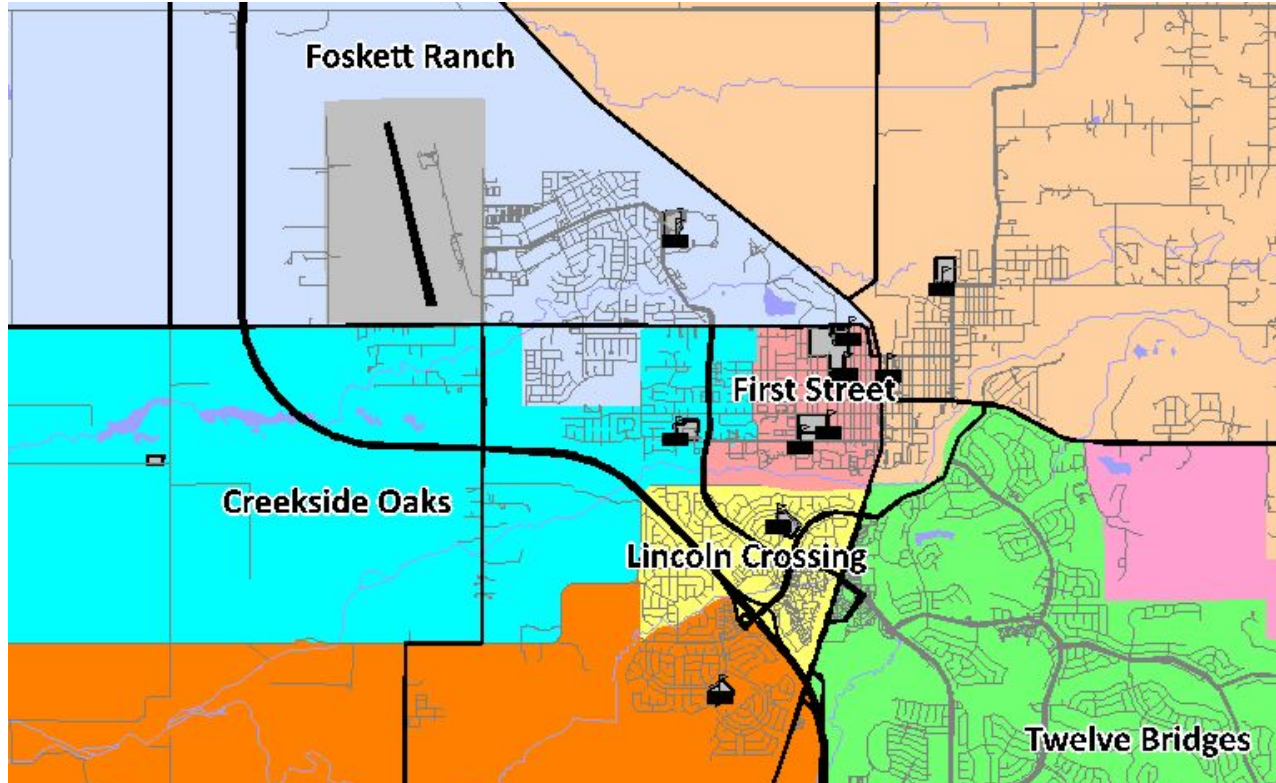 Foskett Ranch
First Street
Creekside Oaks
Lincoln Crossing
Twelve Bridges